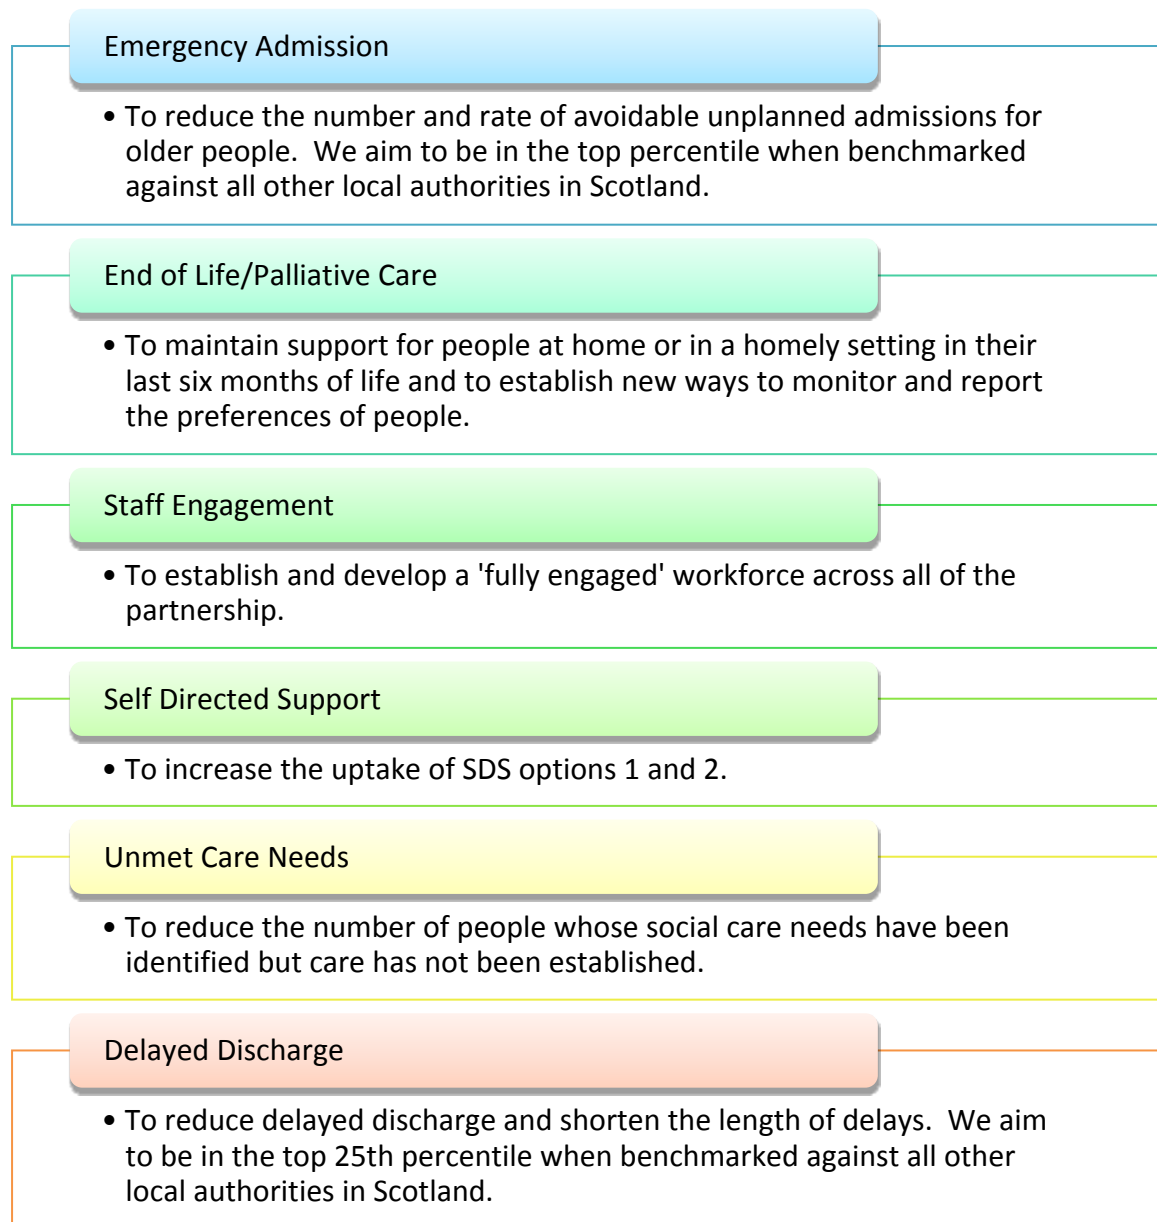 Emergency Admission
• To reduce the number and rate of avoidable unplanned admissions for
older people.  We aim to be in the top percentile when benchmarked
against all other local authorities in Scotland.
End of Life/Palliative Care
• To maintain support for people at home or in a homely setting in their
last six months of life and to establish new ways to monitor and report
the preferences of people.
Staff Engagement
• To establish and develop a 'fully engaged' workforce across all of the
partnership.
Self Directed Support
• To increase the uptake of SDS options 1 and 2.
Unmet Care Needs
• To reduce the number of people whose social care needs have been
identified but care has not been established.
Delayed Discharge
• To reduce delayed discharge and shorten the length of delays.  We aim
to be in the top 25th percentile when benchmarked against all other
local authorities in Scotland.